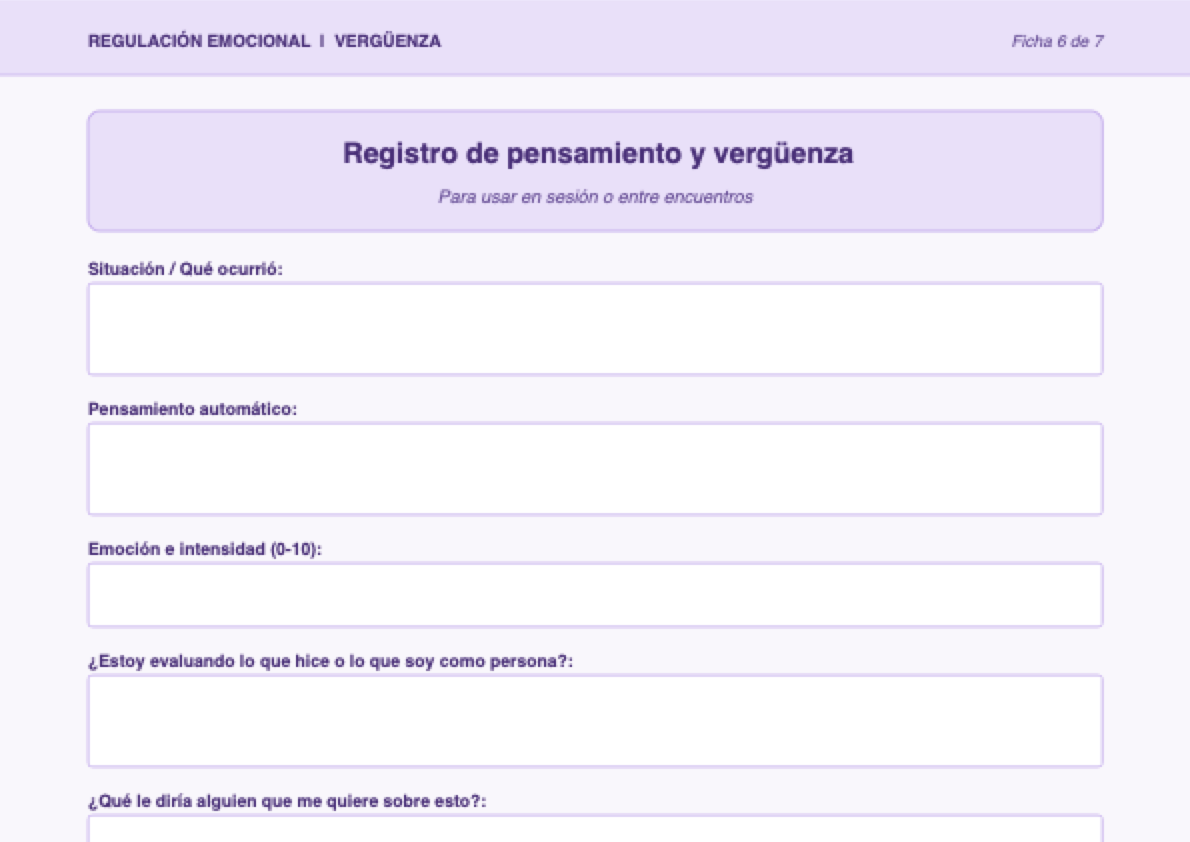 REGULACIÓN EMOCIONAL | VERGÜENZA
Ficha 6 de 7
Registro de pensamiento y vergüenza
Para usar en sesión o entre encuentros
Situación / Qué ocurrió:
Pensamiento automático:
Emoción e intensidad (0-10):
¿Estoy evaluando lo que hice o lo que soy como persona?:
¿Qué le diría alguien que me quiere sobre esto?: